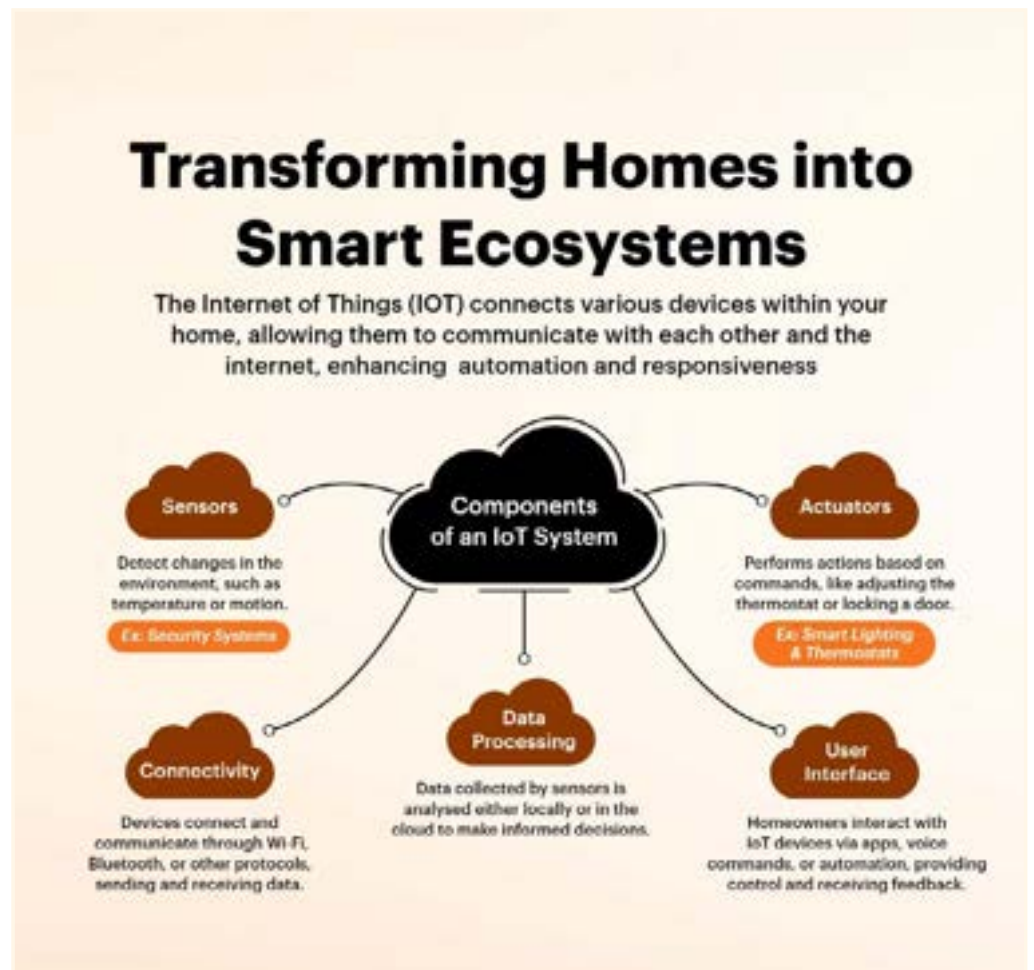 Transforming Homes into
Smart Ecosystems
The Internet of Things (IOT) connects various devices within your
home, allowing them to communicate with each other and the
internet, enhancing automation and responsiveness
Components
of an IoT System
Sensors
Detect changes in the
environment, such as
temperature or motion.
Ex: Security Systems
Actuators
Performs actions based on
commands, like adjusting the
thermostat or locking a door.
Ex: Smart Lighting
& Thermostats
Connectivity
Devices connect and
communicate through Wi-Fi,
Bluetooth, or other protocols,
sending and receiving data.
Data
Processing
Data collected by sensors is
analysed either locally or in the
cloud to make informed decisions.
User
Interface
Homeowners interact with
IoT devices via apps, voice
commands, or automation, providing
control and receiving feedback.